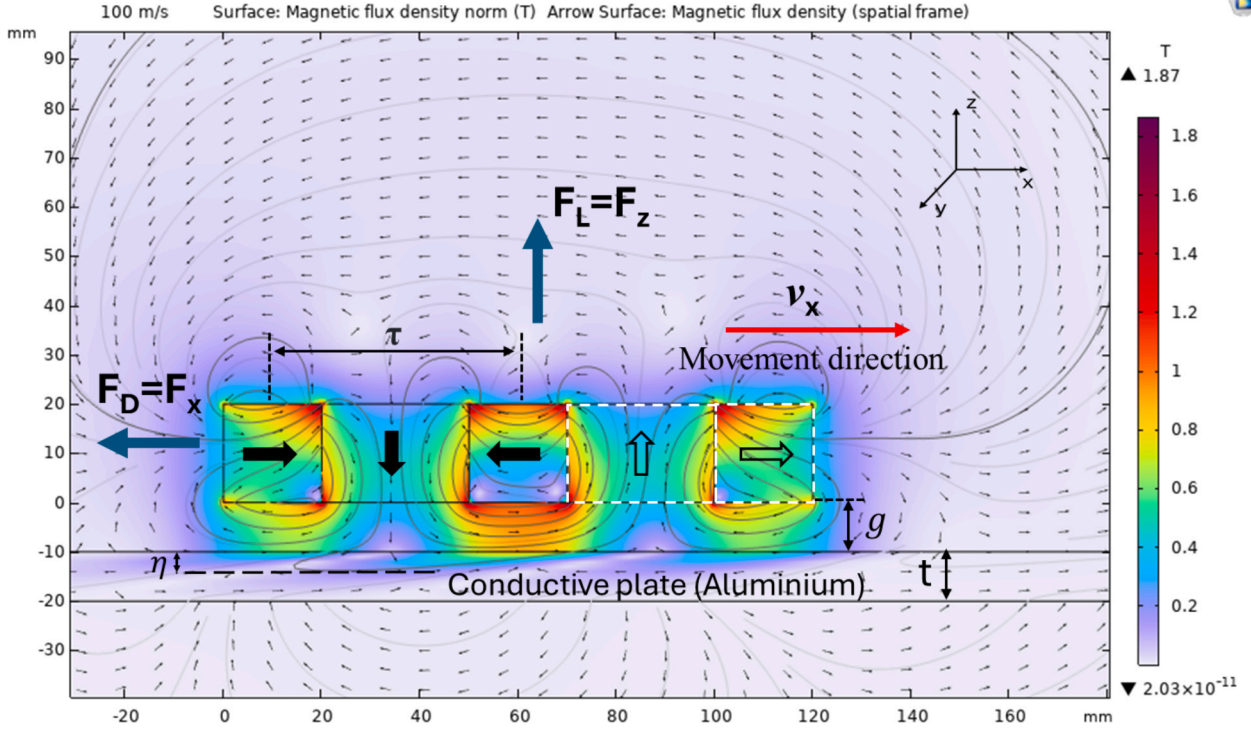 100 m/s Surface: Magnetic flux density norm (T) Arrow Surface: Magnetic flux density (spatial frame)
mm
90
80
70
60
50
40
30
20
10
0
-10
-20
-30
-20 0 20 40 60 80 100 120 140 160 mm
T
▲ 1.87
1.8
1.6
1.4
1.2
1
0.8
0.6
0.4
0.2
▼ 2.03×10⁻¹¹
z
x
y
F_L=F_z
τ
v_x
Movement direction
F_D=F_x
g
η
t
Conductive plate (Aluminium)